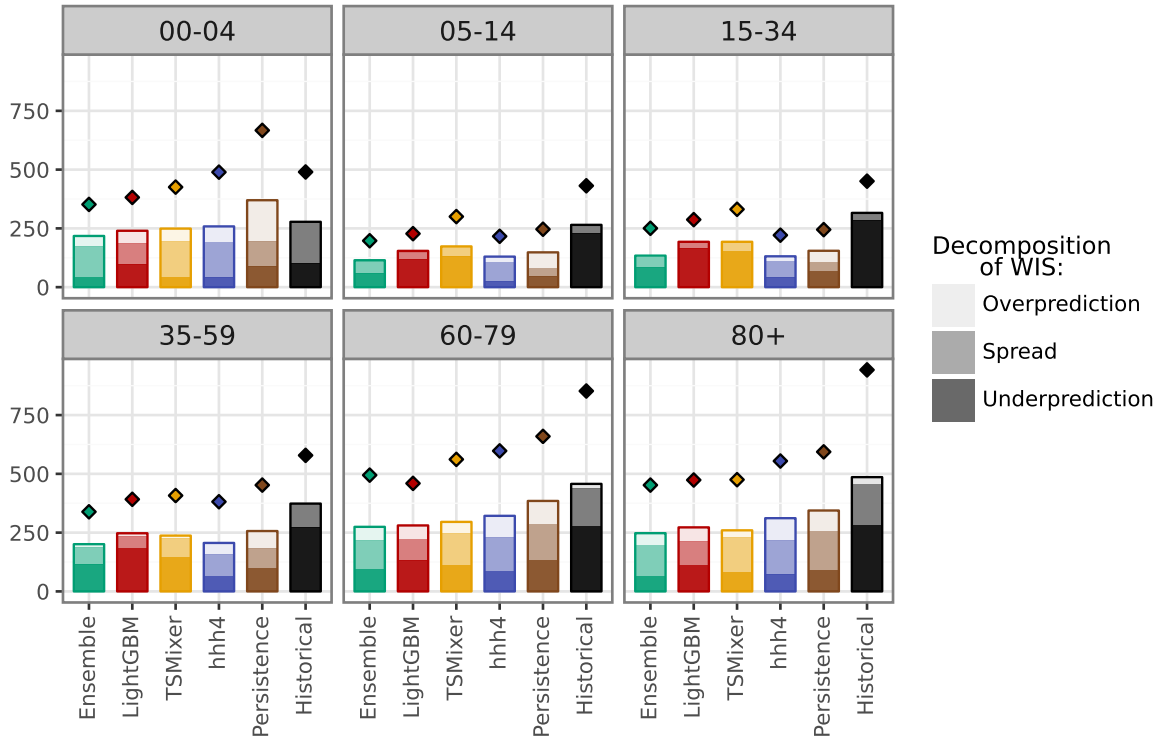 00-04 05-14 15-34
750
500
250
0
35-59 60-79 80+
750
500
250
0
Ensemble LightGBM TSMixer hhh4 Persistence Historical Ensemble LightGBM TSMixer hhh4 Persistence Historical Ensemble LightGBM TSMixer hhh4 Persistence Historical
Decomposition
of WIS:
Overprediction
Spread
Underprediction